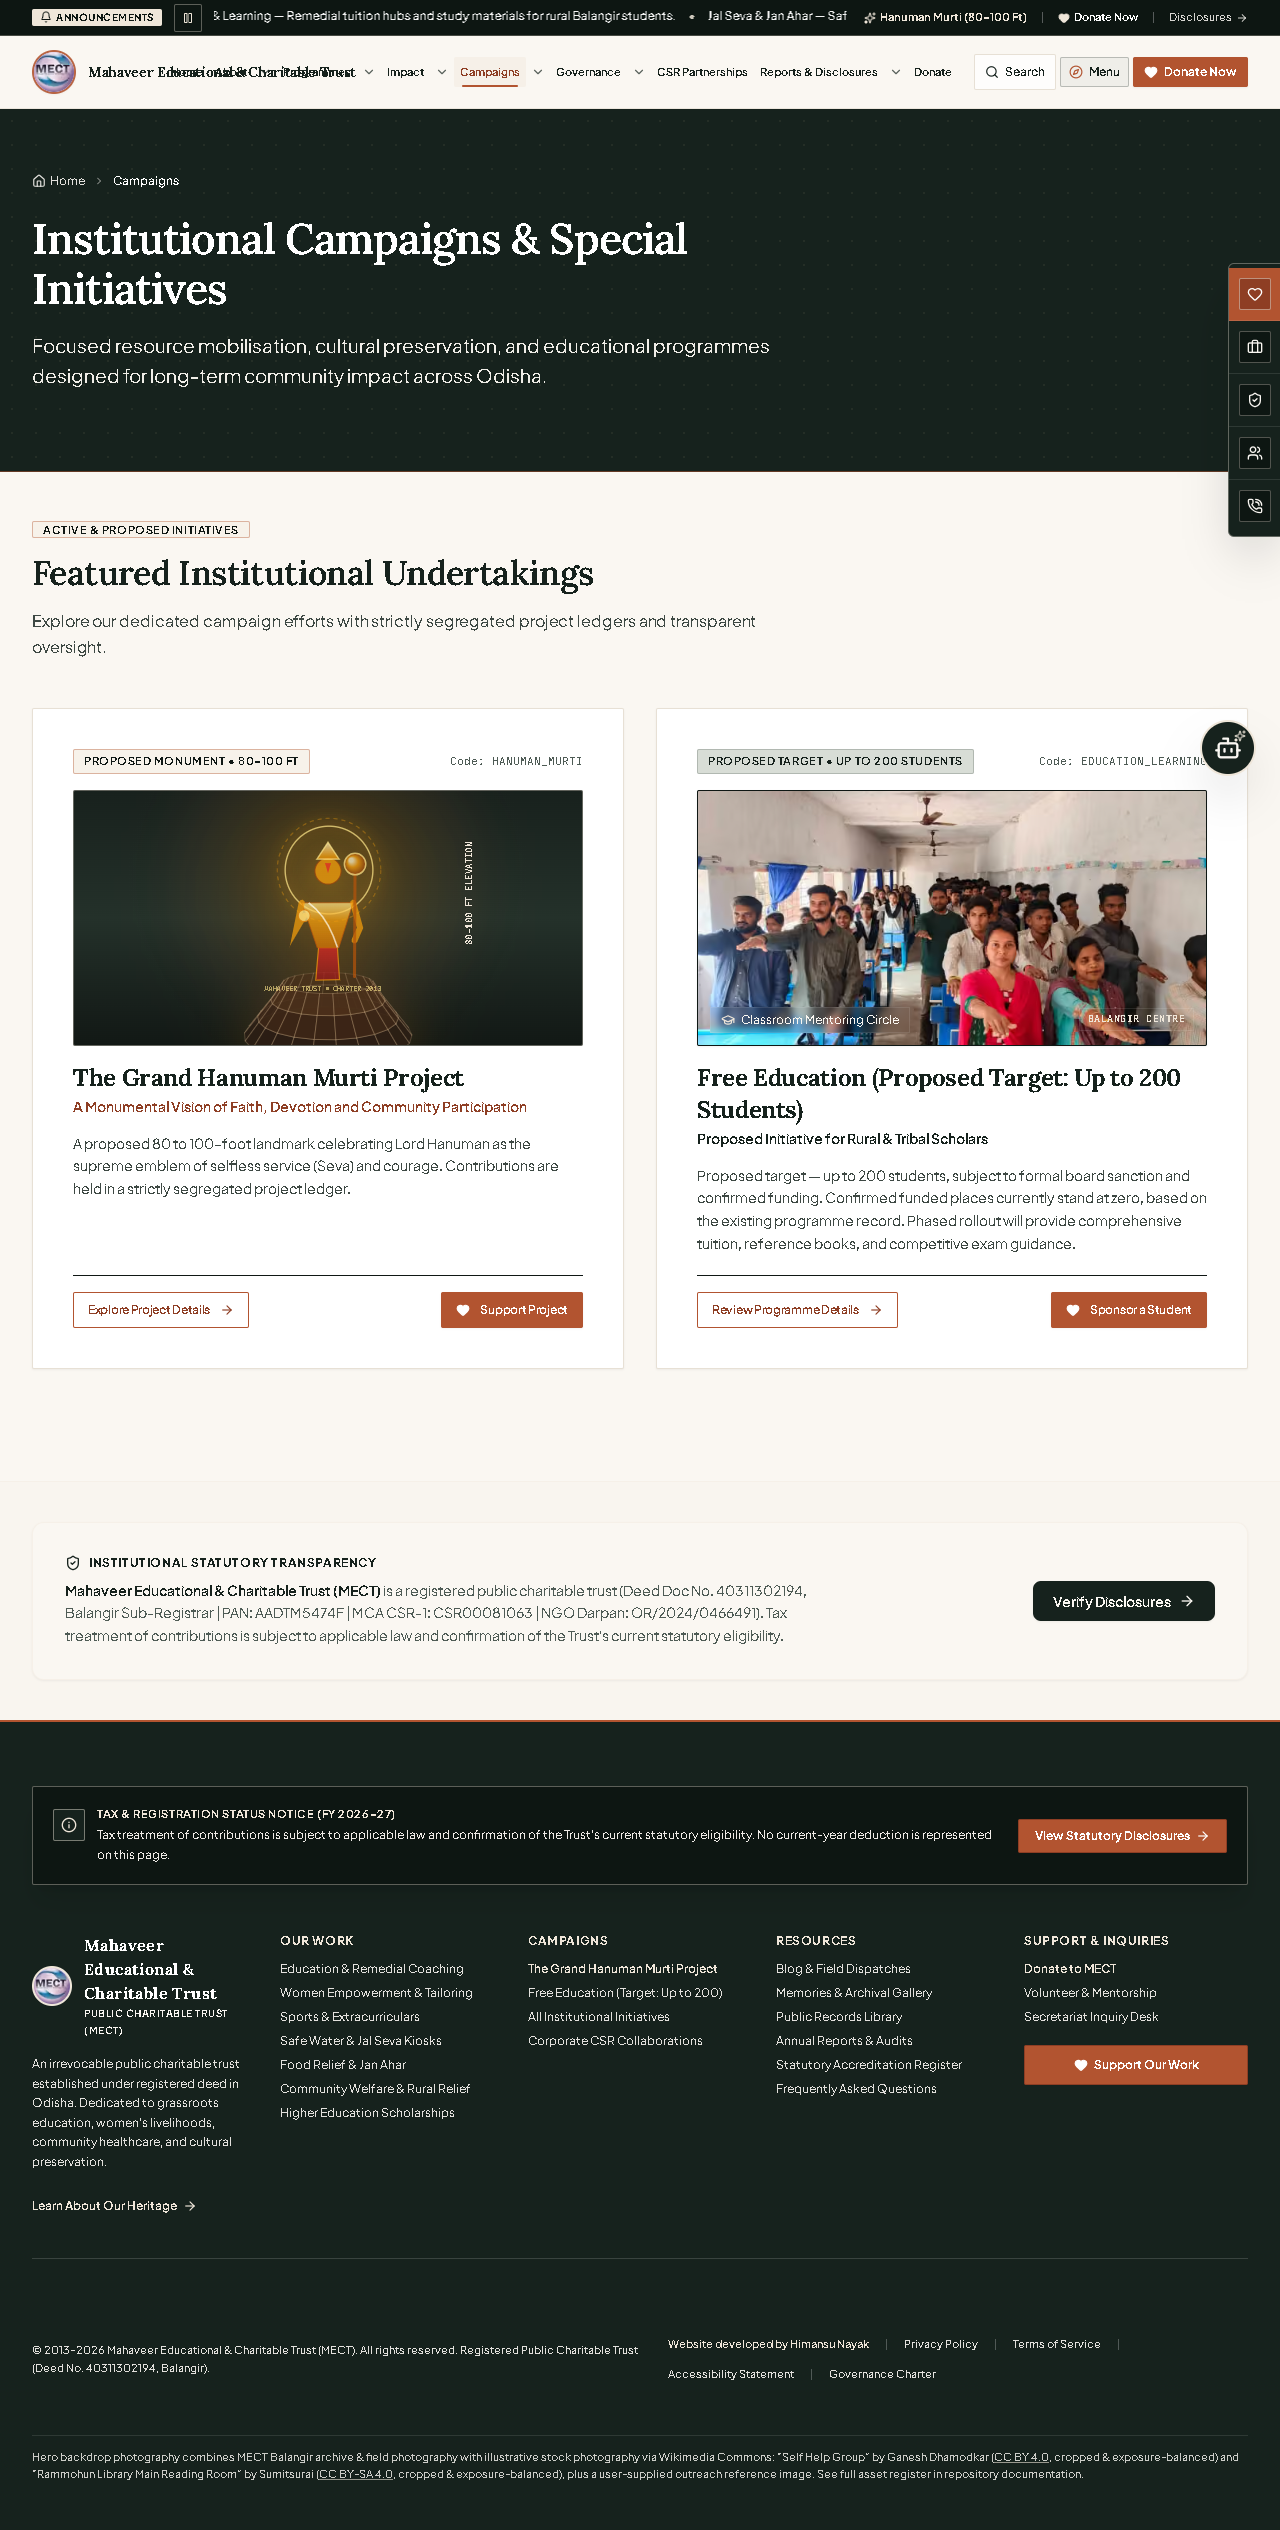 ANNOUNCEMENTS
& Learning — Remedial tuition hubs and study materials for rural Balangir students. • Jal Seva & Jan Ahar — Saf
Hanuman Murti (80–100 Ft)
Donate Now
Disclosures
MECT
Mahaveer Educational & Charitable Trust
Impact
Campaigns
Governance
CSR Partnerships
Reports & Disclosures
Donate
Search
Menu
Donate Now
Home
Campaigns
Institutional Campaigns & Special
Initiatives
Focused resource mobilisation, cultural preservation, and educational programmes
designed for long-term community impact across Odisha.
ACTIVE & PROPOSED INITIATIVES
Featured Institutional Undertakings
Explore our dedicated campaign efforts with strictly segregated project ledgers and transparent
oversight.
PROPOSED MONUMENT • 80–100 FT
Code: HANUMAN_MURTI
80–100 FT ELEVATION
MAHAVEER TRUST • CHARTER 2013
The Grand Hanuman Murti Project
A Monumental Vision of Faith, Devotion and Community Participation
A proposed 80 to 100-foot landmark celebrating Lord Hanuman as the
supreme emblem of selfless service (Seva) and courage. Contributions are
held in a strictly segregated project ledger.
Explore Project Details
Support Project
PROPOSED TARGET • UP TO 200 STUDENTS
Code: EDUCATION_LEARNING
Classroom Mentoring Circle
BALANGIR CENTRE
Free Education (Proposed Target: Up to 200
Students)
Proposed Initiative for Rural & Tribal Scholars
Proposed target — up to 200 students, subject to formal board sanction and
confirmed funding. Confirmed funded places currently stand at zero, based on
the existing programme record. Phased rollout will provide comprehensive
tuition, reference books, and competitive exam guidance.
Review Programme Details
Sponsor a Student
INSTITUTIONAL STATUTORY TRANSPARENCY
Mahaveer Educational & Charitable Trust (MECT) is a registered public charitable trust (Deed Doc No. 40311302194,
Balangir Sub-Registrar | PAN: AADTM5474F | MCA CSR-1: CSR00081063 | NGO Darpan: OR/2024/0466491). Tax
treatment of contributions is subject to applicable law and confirmation of the Trust's current statutory eligibility.
Verify Disclosures
TAX & REGISTRATION STATUS NOTICE (FY 2026–27)
Tax treatment of contributions is subject to applicable law and confirmation of the Trust's current statutory eligibility. No current-year deduction is represented
on this page.
View Statutory Disclosures
MECT
Mahaveer
Educational &
Charitable Trust
PUBLIC CHARITABLE TRUST
(MECT)
An irrevocable public charitable trust
established under registered deed in
Odisha. Dedicated to grassroots
education, women's livelihoods,
community healthcare, and cultural
preservation.
Learn About Our Heritage
OUR WORK
Education & Remedial Coaching
Women Empowerment & Tailoring
Sports & Extracurriculars
Safe Water & Jal Seva Kiosks
Food Relief & Jan Ahar
Community Welfare & Rural Relief
Higher Education Scholarships
CAMPAIGNS
The Grand Hanuman Murti Project
Free Education (Target: Up to 200)
All Institutional Initiatives
Corporate CSR Collaborations
RESOURCES
Blog & Field Dispatches
Memories & Archival Gallery
Public Records Library
Annual Reports & Audits
Statutory Accreditation Register
Frequently Asked Questions
SUPPORT & INQUIRIES
Donate to MECT
Volunteer & Mentorship
Secretariat Inquiry Desk
Support Our Work
© 2013–2026 Mahaveer Educational & Charitable Trust (MECT). All rights reserved. Registered Public Charitable Trust
(Deed No. 40311302194, Balangir).
Website developed by Himansu Nayak
Privacy Policy
Terms of Service
Accessibility Statement
Governance Charter
Hero backdrop photography combines MECT Balangir archive & field photography with illustrative stock photography via Wikimedia Commons: "Self Help Group" by Ganesh Dhamodkar (CC BY 4.0, cropped & exposure-balanced) and
"Rammohun Library Main Reading Room" by Sumitsurai (CC BY-SA 4.0, cropped & exposure-balanced), plus a user-supplied outreach reference image. See full asset register in repository documentation.